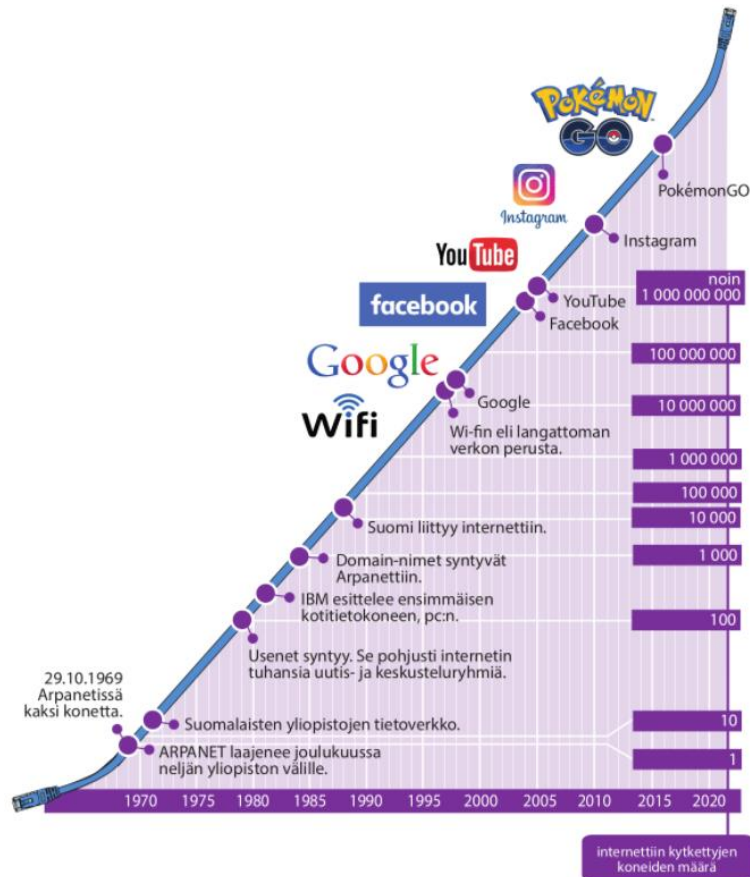 POKÉMON
GO
PokémonGO
Instagram
Instagram
YouTube
noin
1 000 000 000
YouTube
facebook
Facebook
100 000 000
Google
Google
10 000 000
Wifi
Wi-fin eli langattoman
verkon perusta.
1 000 000
100 000
10 000
Suomi liittyy internettiin.
1 000
Domain-nimet syntyvät
Arpanettiin.
IBM esittelee ensimmäisen
kotitietokoneen, pc:n.
100
Usenet syntyy. Se pohjusti internetin
tuhansia uutis- ja keskusteluryhmiä.
29.10.1969
Arpanetissä
kaksi konetta.
Suomalaisten yliopistojen tietoverkko.
10
ARPANET laajenee joulukuussa
neljän yliopiston välille.
1
1970 1975 1980 1985 1990 1995 2000 2005 2010 2015 2020
internettiin kytkettyjen
koneiden määrä